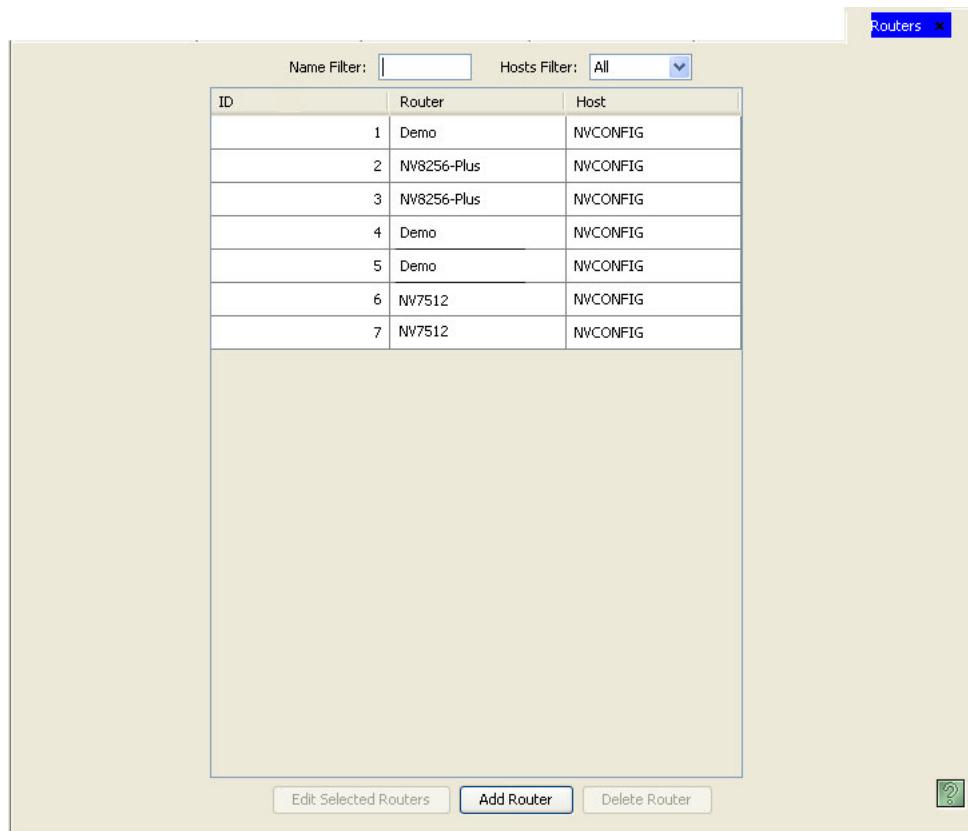 Routers ×
Name Filter: Hosts Filter: All
ID Router Host
1 Demo NVCONFIG
2 NV8256-Plus NVCONFIG
3 NV8256-Plus NVCONFIG
4 Demo NVCONFIG
5 Demo NVCONFIG
6 NV7512 NVCONFIG
7 NV7512 NVCONFIG
Edit Selected Routers Add Router Delete Router ?